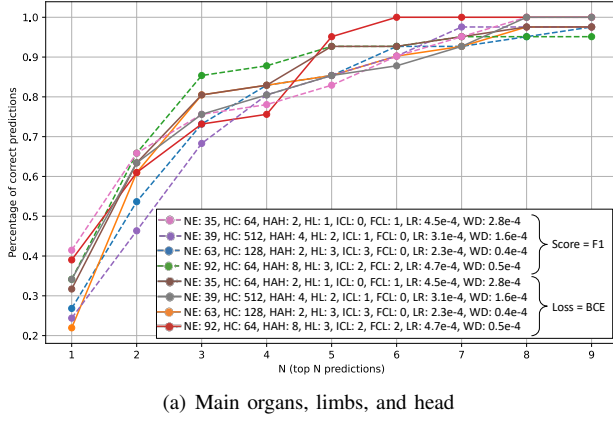 Percentage of correct predictions
1.0
0.9
0.8
0.7
0.6
0.5
0.4
0.3
0.2
NE: 35, HC: 64, HAH: 2, HL: 1, ICL: 0, FCL: 1, LR: 4.5e-4, WD: 2.8e-4
NE: 39, HC: 512, HAH: 4, HL: 2, ICL: 1, FCL: 0, LR: 3.1e-4, WD: 1.6e-4
NE: 63, HC: 128, HAH: 2, HL: 3, ICL: 3, FCL: 0, LR: 2.3e-4, WD: 0.4e-4
NE: 92, HC: 64, HAH: 8, HL: 3, ICL: 2, FCL: 2, LR: 4.7e-4, WD: 0.5e-4
Score = F1
NE: 35, HC: 64, HAH: 2, HL: 1, ICL: 0, FCL: 1, LR: 4.5e-4, WD: 2.8e-4
NE: 39, HC: 512, HAH: 4, HL: 2, ICL: 1, FCL: 0, LR: 3.1e-4, WD: 1.6e-4
NE: 63, HC: 128, HAH: 2, HL: 3, ICL: 3, FCL: 0, LR: 2.3e-4, WD: 0.4e-4
NE: 92, HC: 64, HAH: 8, HL: 3, ICL: 2, FCL: 2, LR: 4.7e-4, WD: 0.5e-4
Loss = BCE
1 2 3 4 5 6 7 8 9
N (top N predictions)
(a) Main organs, limbs, and head